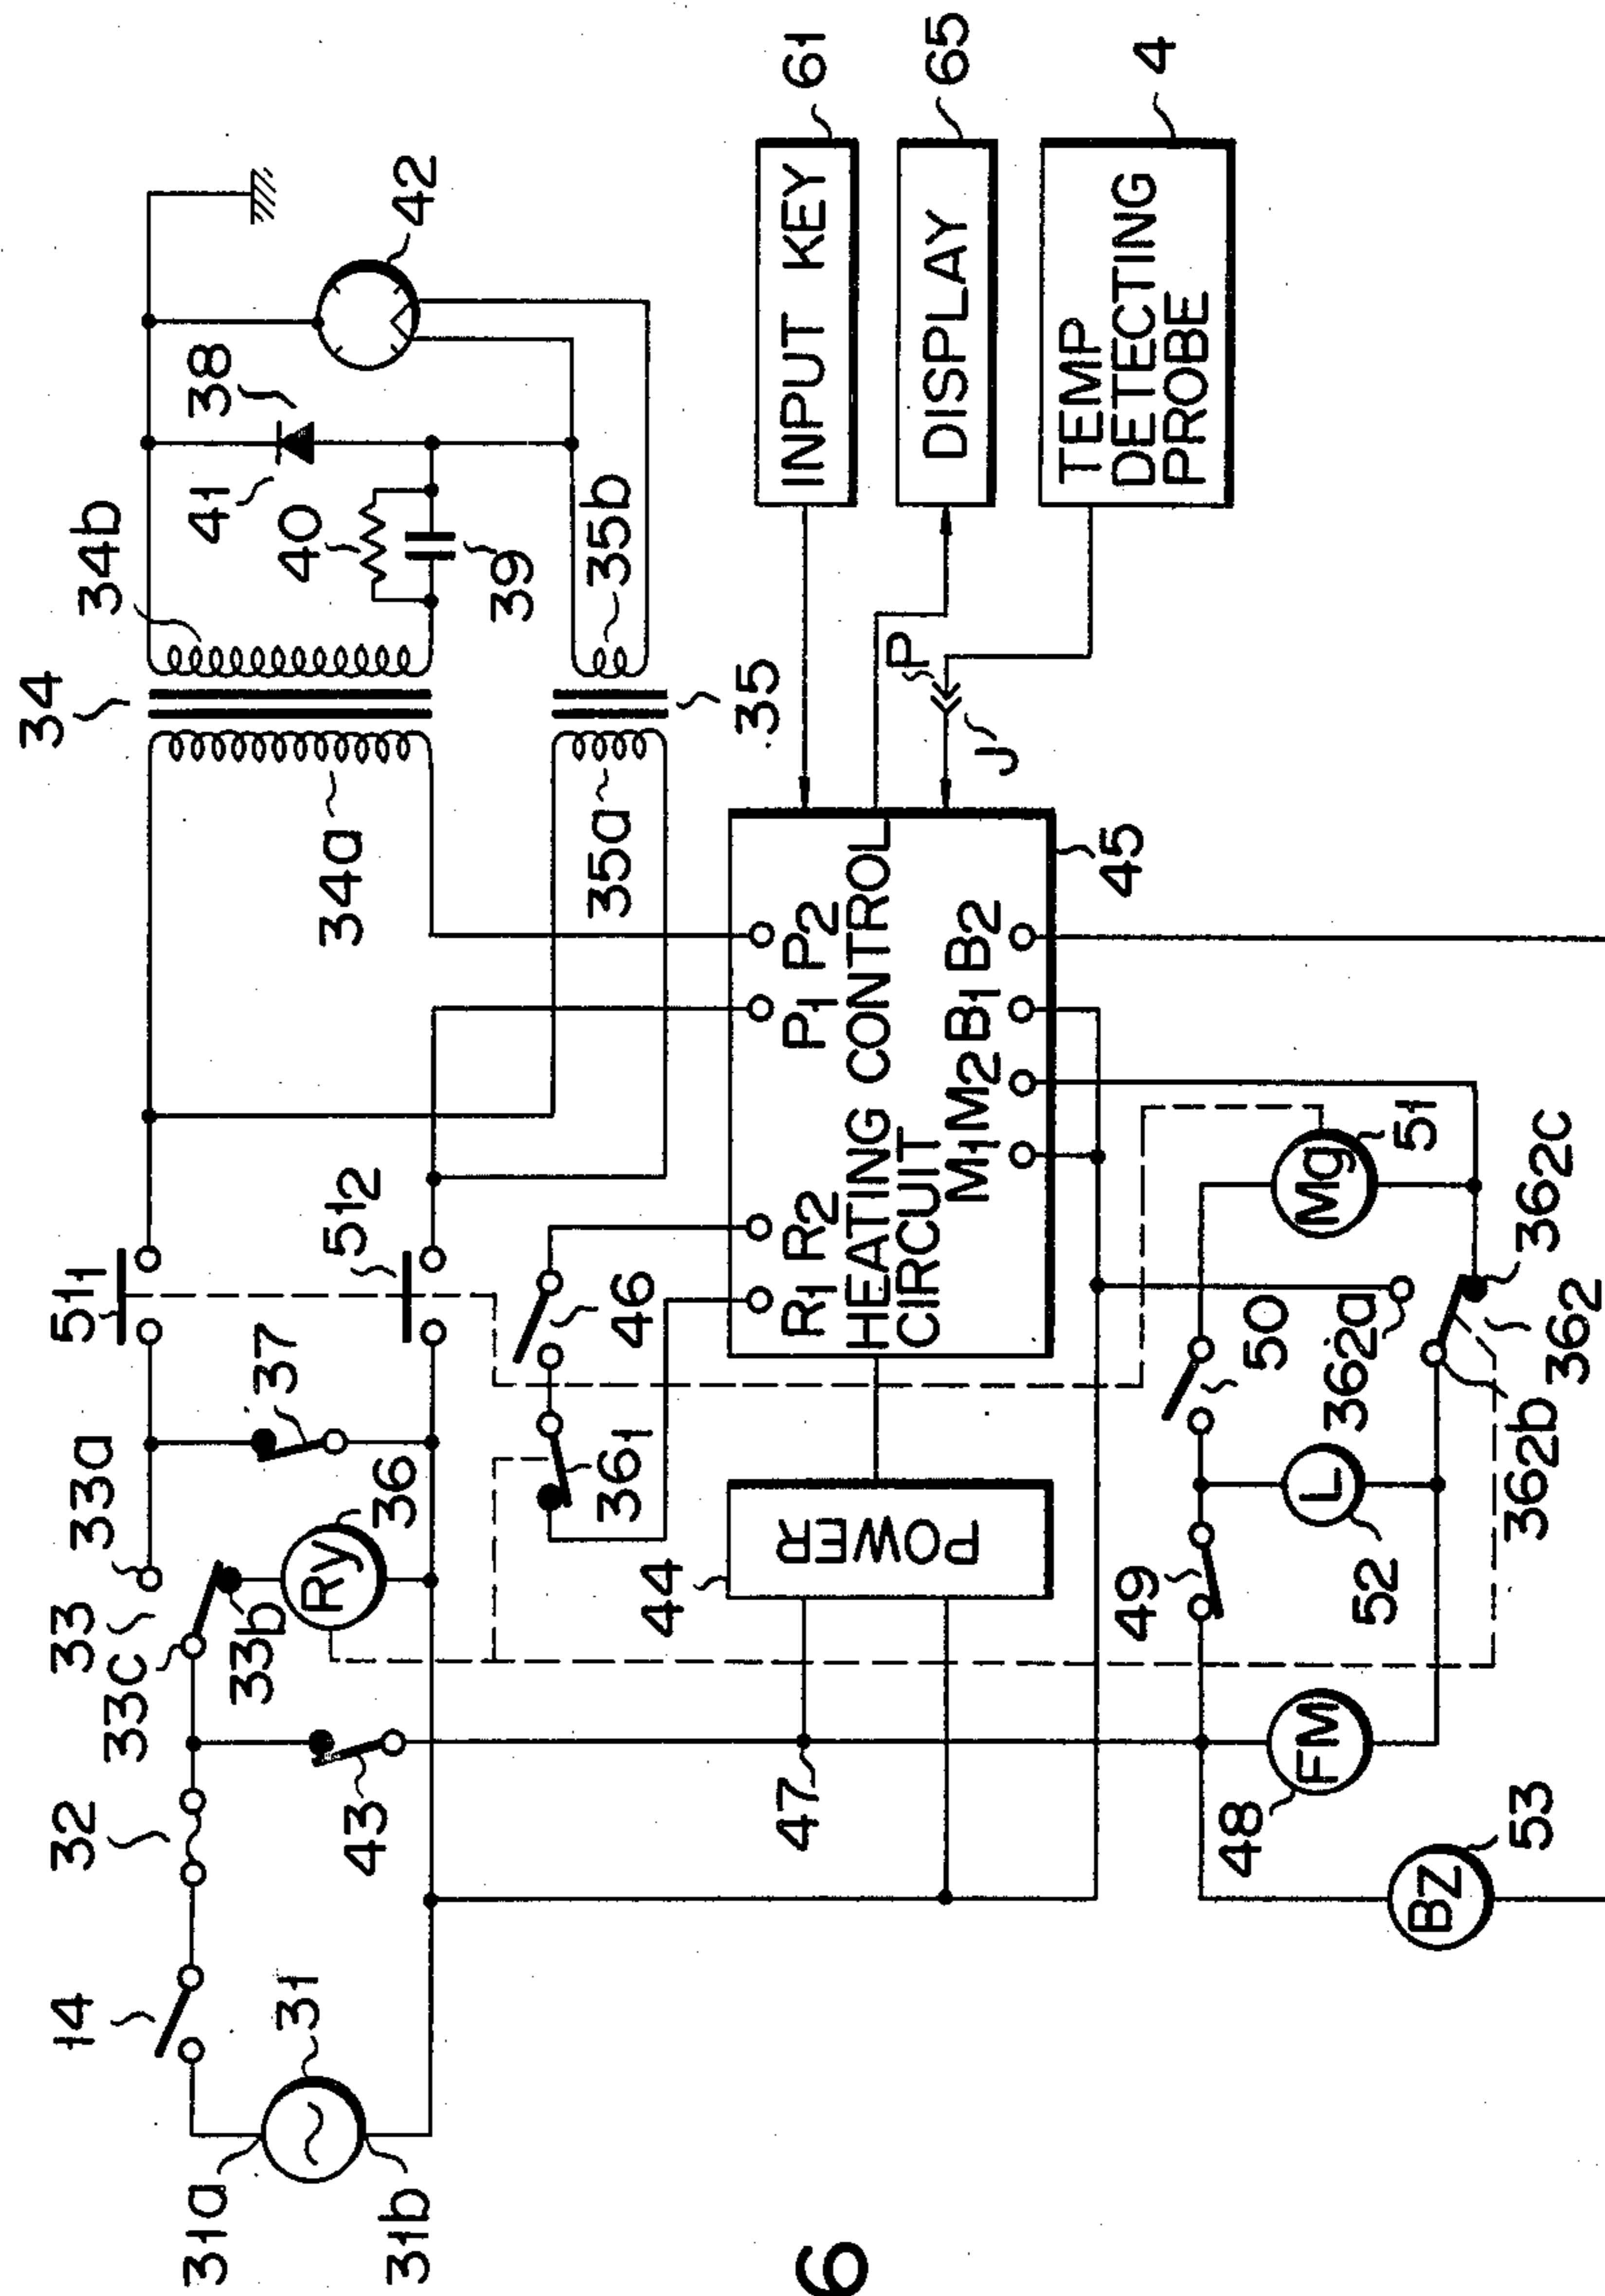 34
34b
41
38
42
40
39
34a
35
35a
35b
51₁
51₂
33a
33
33c
33b
37
36
Ry
32
14
43
31
31a
31b
46
36₁
44
POWER
47
R₁ R₂
P₁ P₂
HEATING CONTROL
CIRCUIT
M₁ M₂ B₁ B₂
45
INPUT KEY
61
DISPLAY
65
TEMP
DETECTING
PROBE
4
P
J
49
50
Mg
51
L
52
36₂a
36₂b
36₂c
36₂
FM
48
BZ
53
6